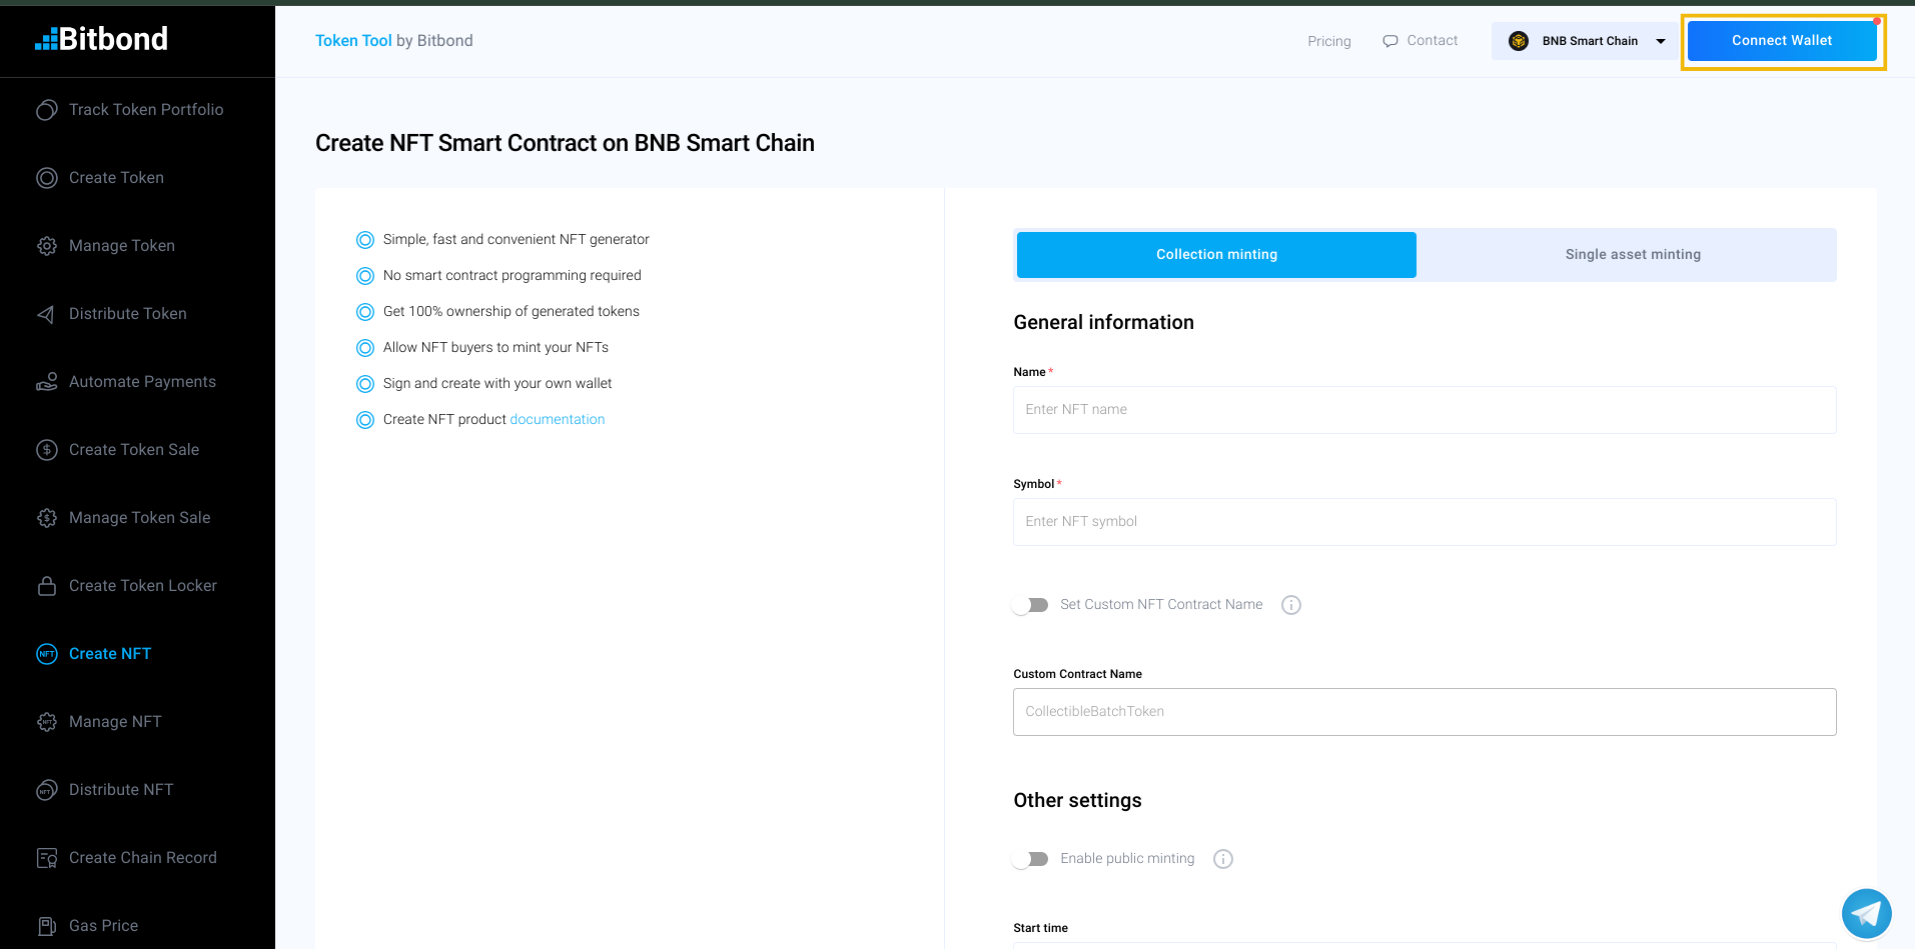 Bitbond
Track Token Portfolio
Create Token
Manage Token
Distribute Token
Automate Payments
Create Token Sale
Manage Token Sale
Create Token Locker
NFT Create NFT
Manage NFT
Distribute NFT
Create Chain Record
Gas Price
Token Tool by Bitbond
Pricing
Contact
BNB Smart Chain
Connect Wallet
Create NFT Smart Contract on BNB Smart Chain
Simple, fast and convenient NFT generator
No smart contract programming required
Get 100% ownership of generated tokens
Allow NFT buyers to mint your NFTs
Sign and create with your own wallet
Create NFT product documentation
Collection minting
Single asset minting
General information
Name *
Enter NFT name
Symbol *
Enter NFT symbol
Set Custom NFT Contract Name
Custom Contract Name
CollectibleBatchToken
Other settings
Enable public minting
Start time